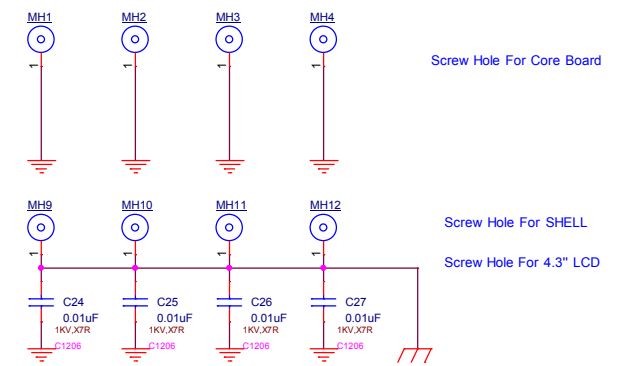 MH1 MH2 MH3 MH4
Screw Hole For Core Board
1 1 1 1
MH9 MH10 MH11 MH12
Screw Hole For SHELL
1 1 1 1
Screw Hole For 4.3" LCD
C24 C25 C26 C27
0.01uF 0.01uF 0.01uF 0.01uF
1KV,X7R 1KV,X7R 1KV,X7R 1KV,X7R
C1206 C1206 C1206 C1206